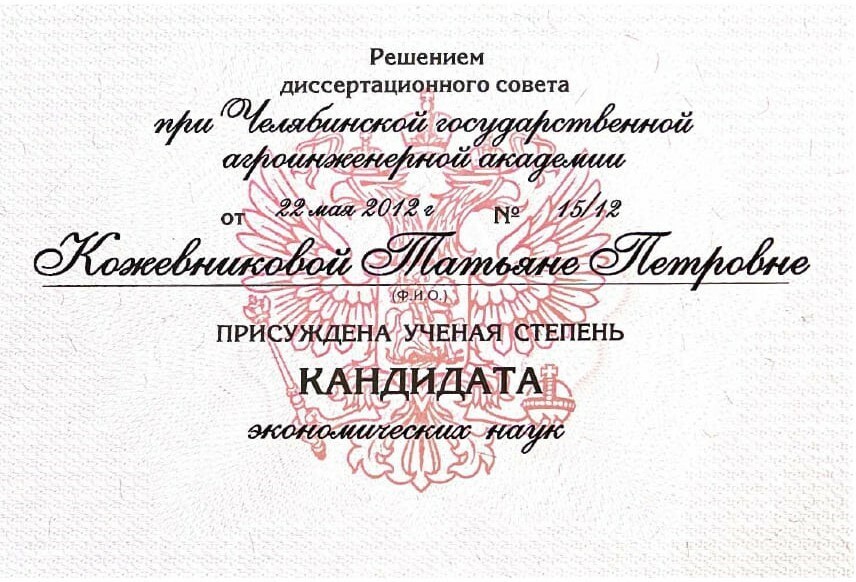 Решением
диссертационного совета
при Челябинской государственной
агроинженерной академии
от 22 мая 2012 г № 15/12
Кожевниковой Татьяне Петровне
(Ф.И.О.)
ПРИСУЖДЕНА УЧЕНАЯ СТЕПЕНЬ
КАНДИДАТА
экономических наук